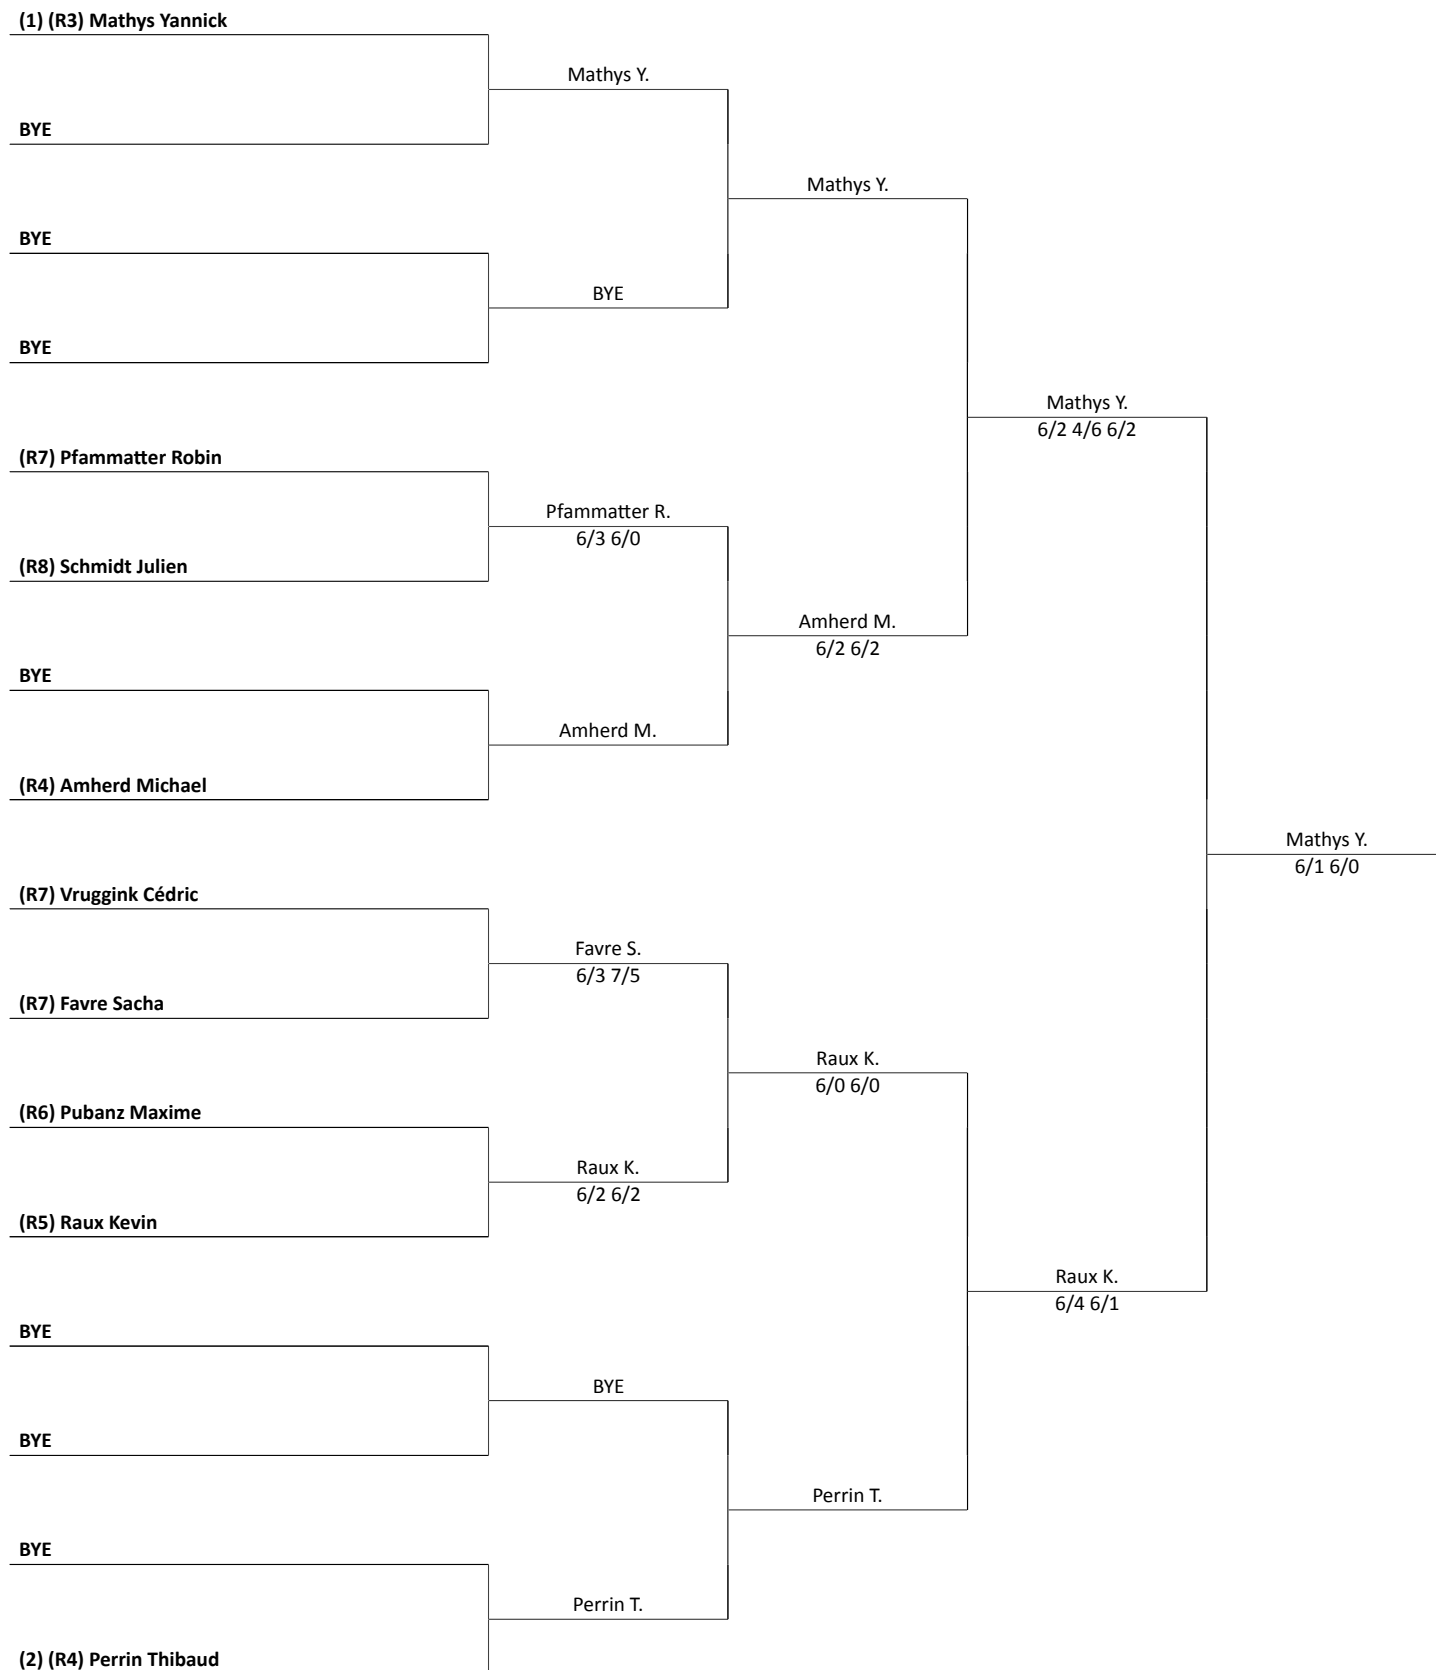 (1) (R3) Mathys Yannick
BYE
BYE
BYE
(R7) Pfammatter Robin
(R8) Schmidt Julien
BYE
(R4) Amherd Michael
(R7) Vruggink Cédric
(R7) Favre Sacha
(R6) Pubanz Maxime
(R5) Raux Kevin
BYE
BYE
BYE
(2) (R4) Perrin Thibaud
Mathys Y.
BYE
Pfammatter R.
6/3 6/0
Amherd M.
Favre S.
6/3 7/5
Raux K.
6/2 6/2
BYE
Perrin T.
Mathys Y.
Amherd M.
6/2 6/2
Raux K.
6/0 6/0
Perrin T.
Mathys Y.
6/2 4/6 6/2
Raux K.
6/4 6/1
Mathys Y.
6/1 6/0